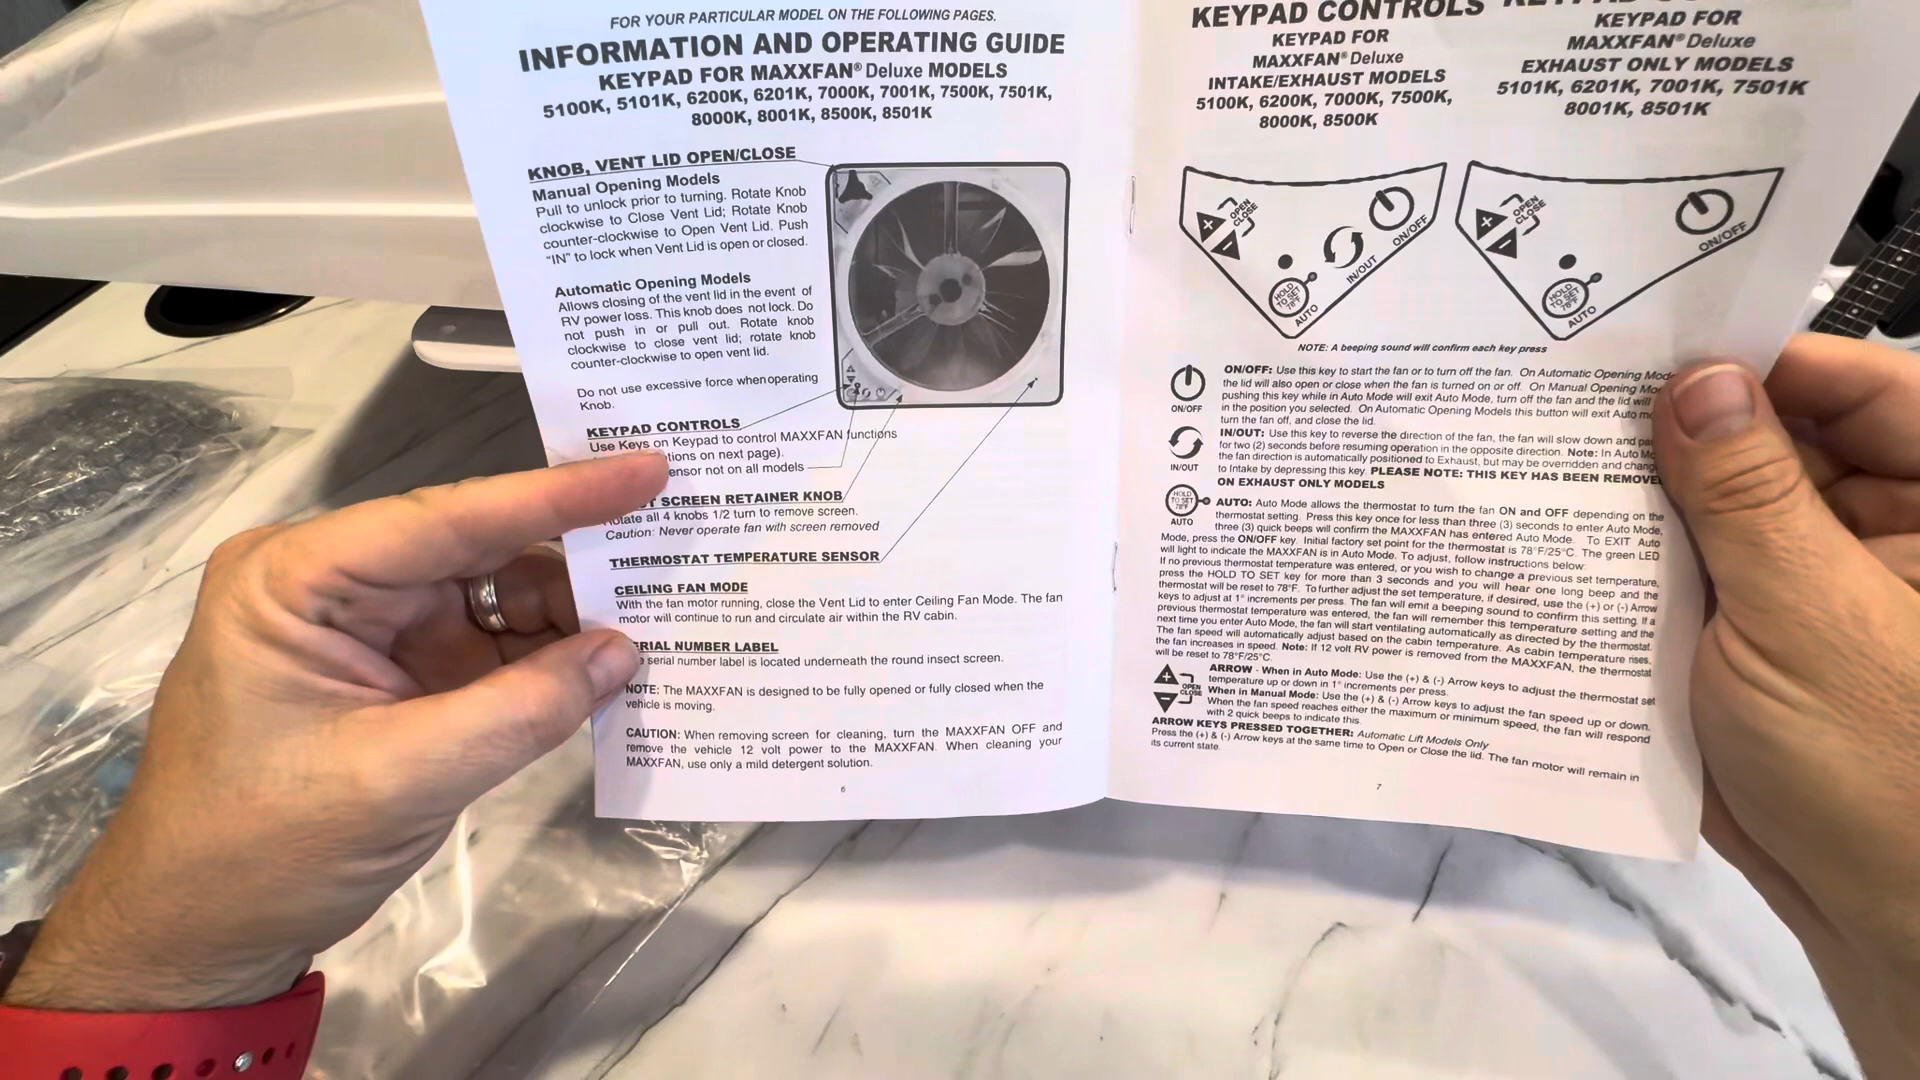 FOR YOUR PARTICULAR MODEL ON THE FOLLOWING PAGES.
INFORMATION AND OPERATING GUIDE
KEYPAD FOR MAXXFAN® Deluxe MODELS
5100K, 5101K, 6200K, 6201K, 7000K, 7001K, 7500K, 7501K,
8000K, 8001K, 8500K, 8501K
KNOB, VENT LID OPEN/CLOSE
Manual Opening Models
Pull to unlock prior to turning. Rotate Knob
clockwise to Close Vent Lid; Rotate Knob
counter-clockwise to Open Vent Lid. Push
“IN” to lock when Vent Lid is open or closed.
Automatic Opening Models
Allows closing of the vent lid in the event of
RV power loss. This knob does not lock. Do
not push in or pull out. Rotate knob
clockwise to close vent lid; rotate knob
counter-clockwise to open vent lid.
Do not use excessive force when operating
Knob.
KEYPAD CONTROLS
Use Keys on Keypad to control MAXXFAN functions
on next page).
not on all models
SCREEN RETAINER KNOB
all 4 knobs 1/2 turn to remove screen.
Caution: Never operate fan with screen removed
THERMOSTAT TEMPERATURE SENSOR
CEILING FAN MODE
With the fan motor running, close the Vent Lid to enter Ceiling Fan Mode. The fan
motor will continue to run and circulate air within the RV cabin.
NUMBER LABEL
serial number label is located underneath the round insect screen.
NOTE: The MAXXFAN is designed to be fully opened or fully closed when the
vehicle is moving.
CAUTION: When removing screen for cleaning, turn the MAXXFAN OFF and
remove the vehicle 12 volt power to the MAXXFAN. When cleaning your
MAXXFAN, use only a mild detergent solution.
6
KEYPAD CONTROLS
KEYPAD FOR
MAXXFAN® Deluxe
INTAKE/EXHAUST MODELS
5100K, 6200K, 7000K, 7500K,
8000K, 8500K
KEYPAD FOR
MAXXFAN® Deluxe
EXHAUST ONLY MODELS
5101K, 6201K, 7001K, 7501K
8001K, 8501K
OPEN
CLOSE
ON/OFF
IN/OUT
HOLD
TO SET
78°F
AUTO
OPEN
CLOSE
ON/OFF
HOLD
TO SET
78°F
AUTO
NOTE: A beeping sound will confirm each key press
ON/OFF
ON/OFF: Use this key to start the fan or to turn off the fan. On Automatic Opening
the lid will also open or close when the fan is turned on or off. On Manual Opening
pushing this key while in Auto Mode will exit Auto Mode, turn off the fan and the lid will
in the position you selected. On Automatic Opening Models this button will exit Auto
turn the fan off, and close the lid.
IN/OUT
IN/OUT: Use this key to reverse the direction of the fan, the fan will slow down and
for two (2) seconds before resuming operation in the opposite direction. Note: In Auto
the fan direction is automatically positioned to Exhaust, but may be overridden and
to Intake by depressing this key. PLEASE NOTE: THIS KEY HAS BEEN
ON EXHAUST ONLY MODELS
HOLD
TO SET
78°F
AUTO
AUTO: Auto Mode allows the thermostat to turn the fan ON and OFF depending on the
thermostat setting. Press this key once for less than three (3) seconds to enter Auto Mode,
three (3) quick beeps will confirm the MAXXFAN has entered Auto Mode. To EXIT Auto
Mode, press the ON/OFF key. Initial factory set point for the thermostat is 78°F/25°C. The green LED
will light to indicate the MAXXFAN is in Auto Mode. To adjust, follow instructions below:
If no previous thermostat temperature was entered, or you wish to change a previous set temperature,
press the HOLD TO SET key for more than 3 seconds and you will hear one long beep and the
thermostat will be reset to 78°F. To further adjust the set temperature, if desired, use the (+) or (-) Arrow
keys to adjust at 1° increments per press. The fan will emit a beeping sound to confirm this setting. If a
previous thermostat temperature was entered, the fan will remember this temperature setting and the
next time you enter Auto Mode, the fan will start ventilating automatically as directed by the thermostat.
The fan speed will automatically adjust based on the cabin temperature. As cabin temperature rises,
the fan increases in speed. Note: If 12 volt RV power is removed from the MAXXFAN, the thermostat
will be reset to 78°F/25°C.
OPEN
CLOSE
ARROW - When in Auto Mode: Use the (+) & (-) Arrow keys to adjust the thermostat set
temperature up or down in 1° increments per press.
When in Manual Mode: Use the (+) & (-) Arrow keys to adjust the fan speed up or down.
When the fan speed reaches either the maximum or minimum speed, the fan will respond
with 2 quick beeps to indicate this.
ARROW KEYS PRESSED TOGETHER: Automatic Lift Models Only
Press the (+) & (-) Arrow keys at the same time to Open or Close the lid. The fan motor will remain in
its current state.
7